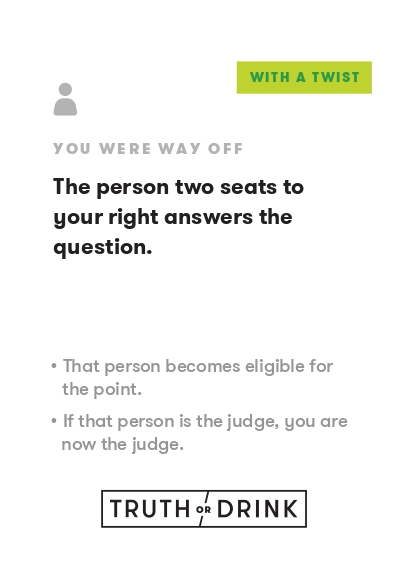 WITH A TWIST
YOU WERE WAY OFF
The person two seats to
your right answers the
question.
• That person becomes eligible for
the point.
• If that person is the judge, you are
now the judge.
TRUTH OR DRINK